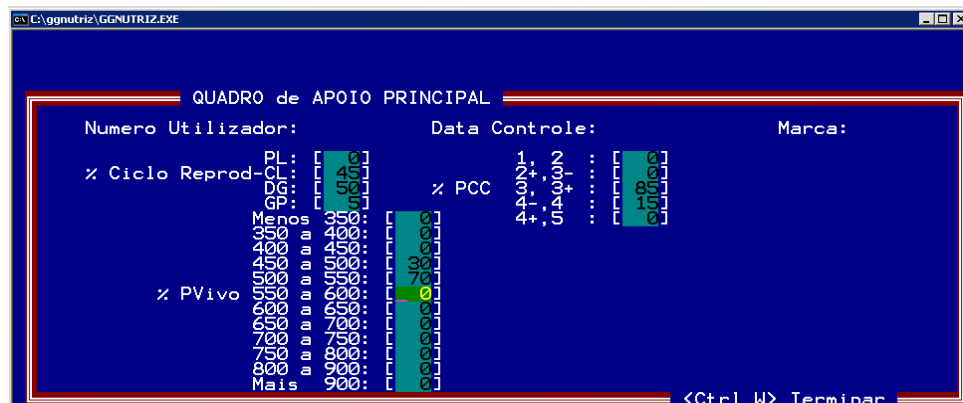 C:\ggnutriz\GGNUTRIZ.EXE
QUADRO de APOIO PRINCIPAL
Numero Utilizador: Data Controle: Marca:
PL: [ 0] 1, 2 : [ 0]
% Ciclo Reprod-CL: [ 45] 2+,3- : [ 0]
DG: [ 50] % PCC 3, 3+ : [ 85]
GP: [ 5] 4-,4 : [ 15]
Menos 350: [ 0] 4+,5 : [ 0]
350 a 400: [ 0]
400 a 450: [ 0]
450 a 500: [ 30]
500 a 550: [ 70]
% PVivo 550 a 600: [_ 0]
600 a 650: [ 0]
650 a 700: [ 0]
700 a 750: [ 0]
750 a 800: [ 0]
800 a 900: [ 0]
Mais 900: [ 0]
<Ctrl W> Terminar